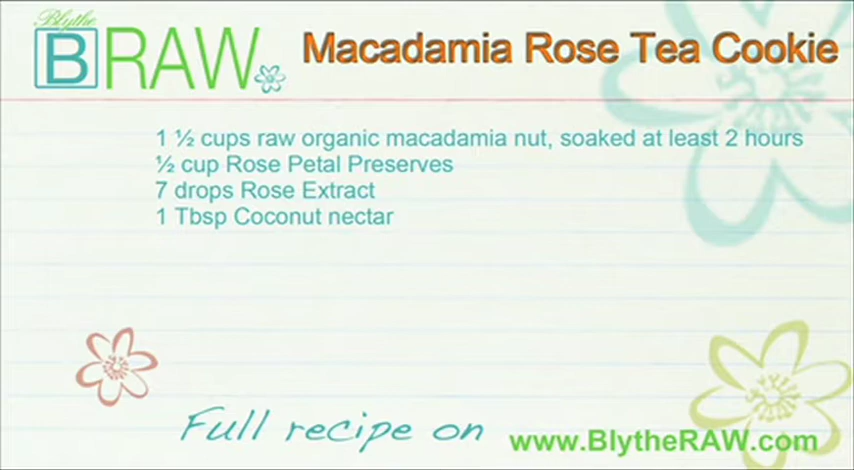 Blythe
BRAW.
Macadamia Rose Tea Cookie
1 ½ cups raw organic macadamia nut, soaked at least 2 hours
½ cup Rose Petal Preserves
7 drops Rose Extract
1 Tbsp Coconut nectar
Full recipe on www.BlytheRAW.com